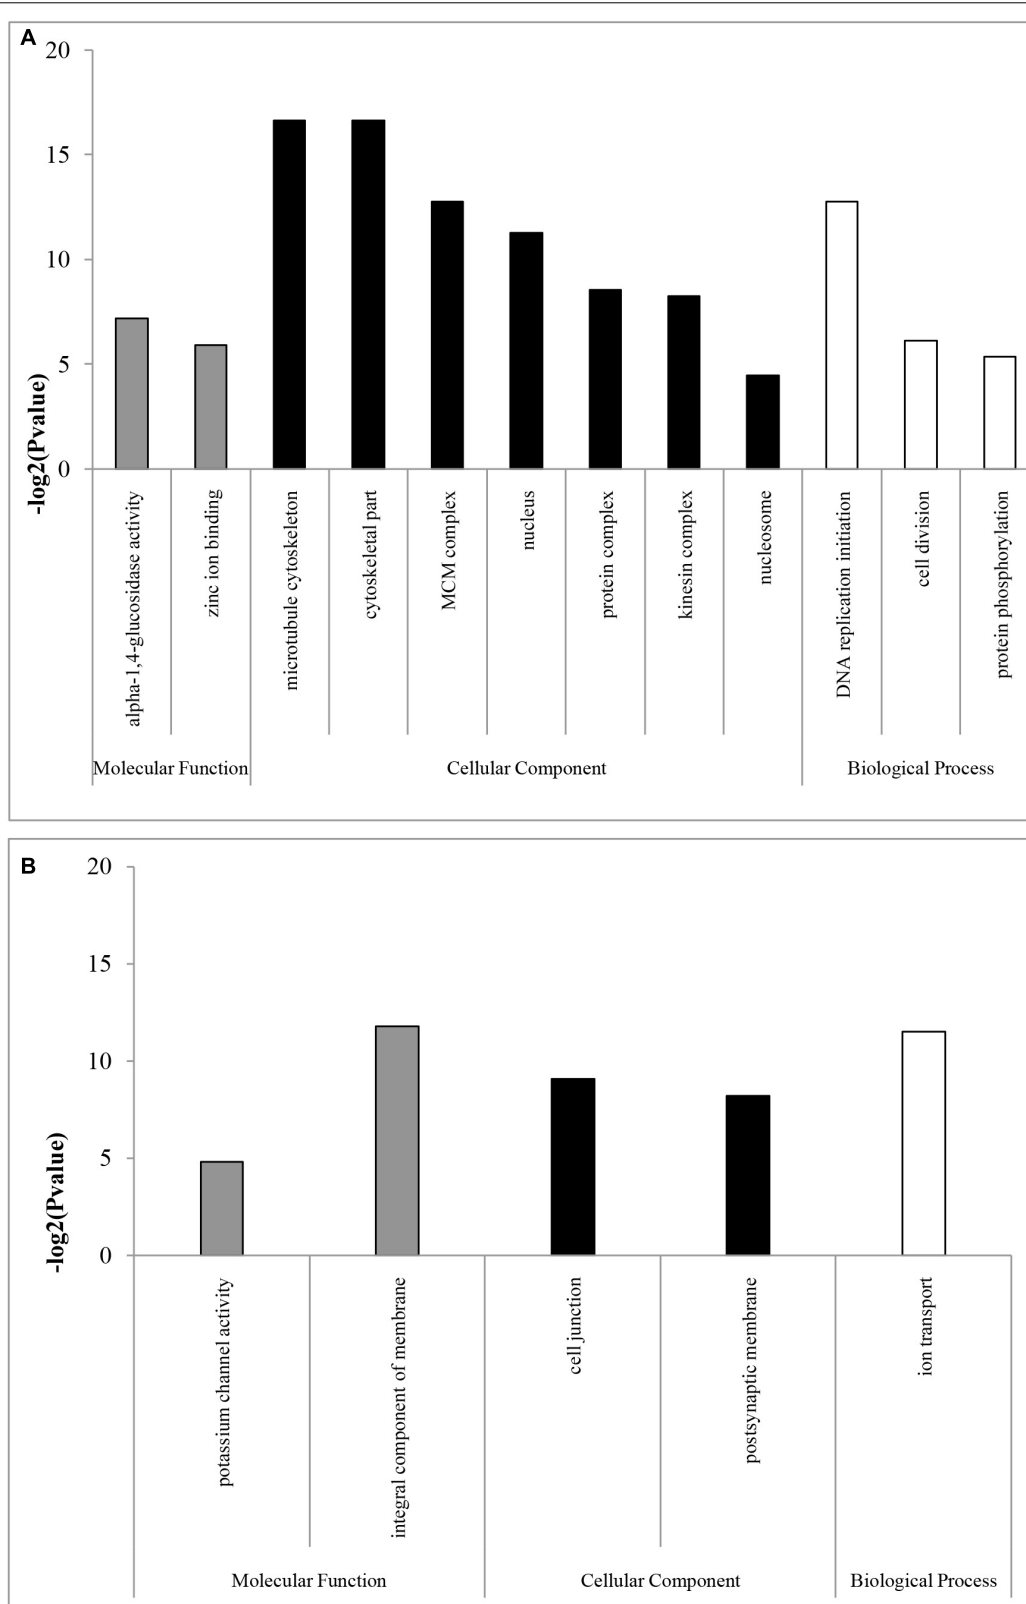 A
20
15
10
5
0
-log2(Pvalue)
alpha-1,4-glucosidase activity
zinc ion binding
microtubule cytoskeleton
cytoskeletal part
MCM complex
nucleus
protein complex
kinesin complex
nucleosome
DNA replication initiation
cell division
protein phosphorylation
Molecular Function
Cellular Component
Biological Process
B
20
15
10
5
0
-log2(Pvalue)
potassium channel activity
integral component of membrane
cell junction
postsynaptic membrane
ion transport
Molecular Function
Cellular Component
Biological Process